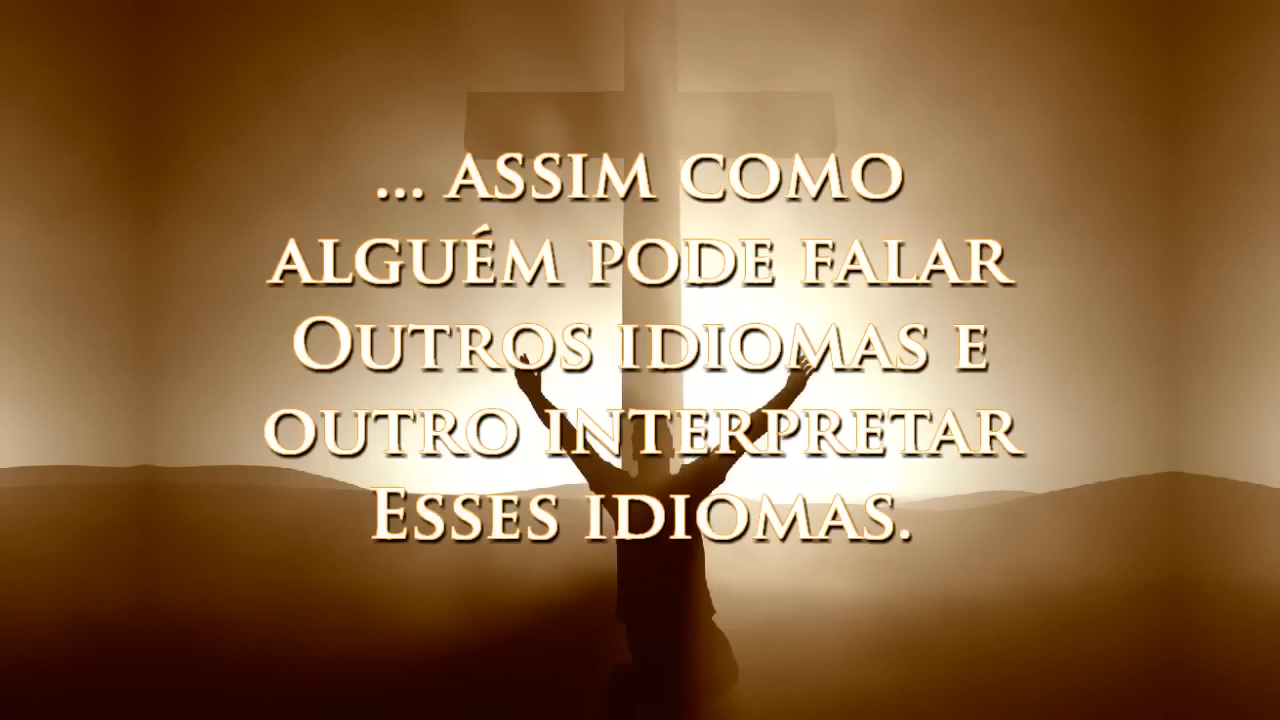 ... ASSIM COMO
ALGUÉM PODE FALAR
OUTROS IDIOMAS E
OUTRO INTERPRETAR
ESSES IDIOMAS.